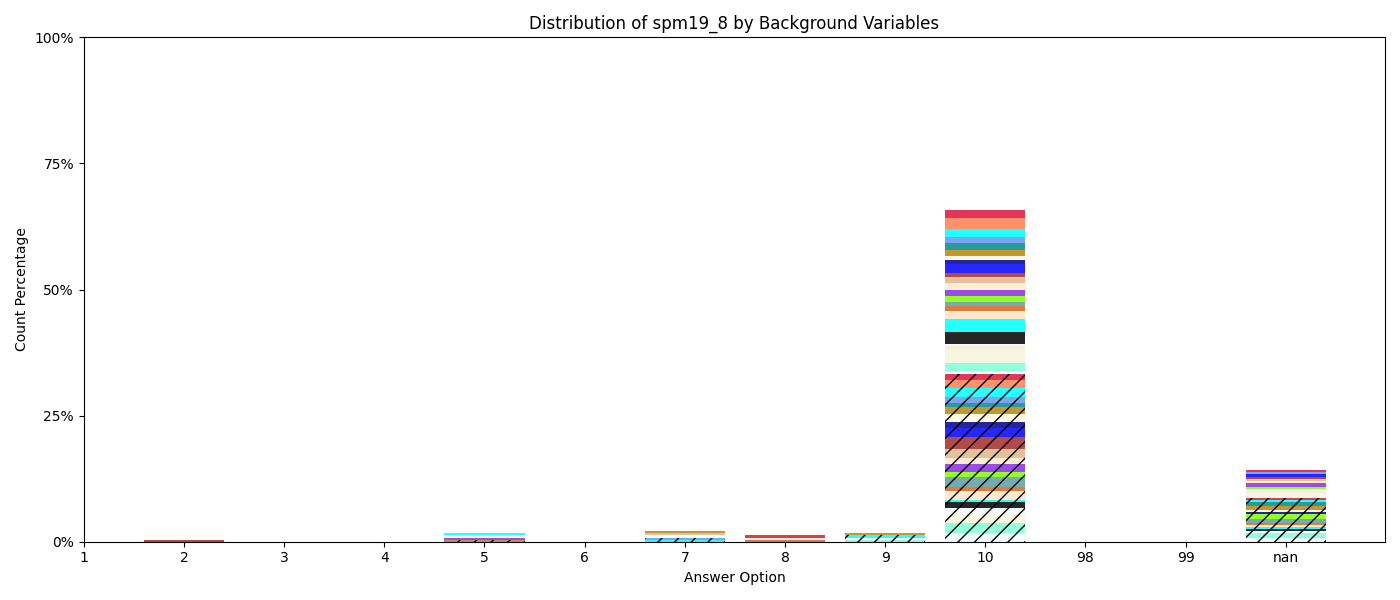 Distribution of spm19_8 by Background Variables
100%
75%
50%
25%
0%
Count Percentage
1 2 3 4 5 6 7 8 9 10 98 99 nan
Answer Option